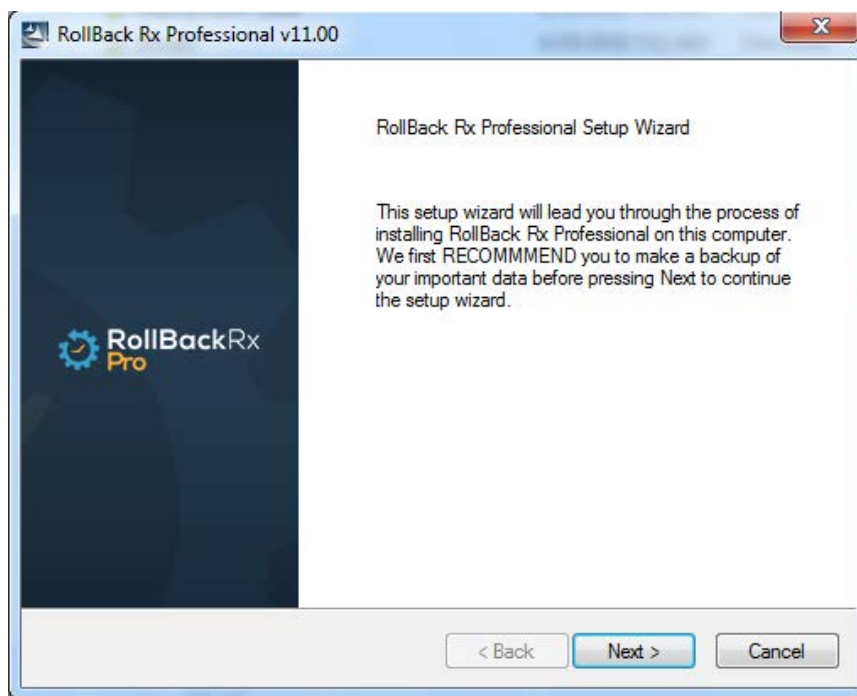 RollBack Rx Professional v11.00
RollBack Rx Professional Setup Wizard
This setup wizard will lead you through the process of
installing RollBack Rx Professional on this computer.
We first RECOMMMEND you to make a backup of
your important data before pressing Next to continue
the setup wizard.
RollBackRx
Pro
< Back
Next >
Cancel